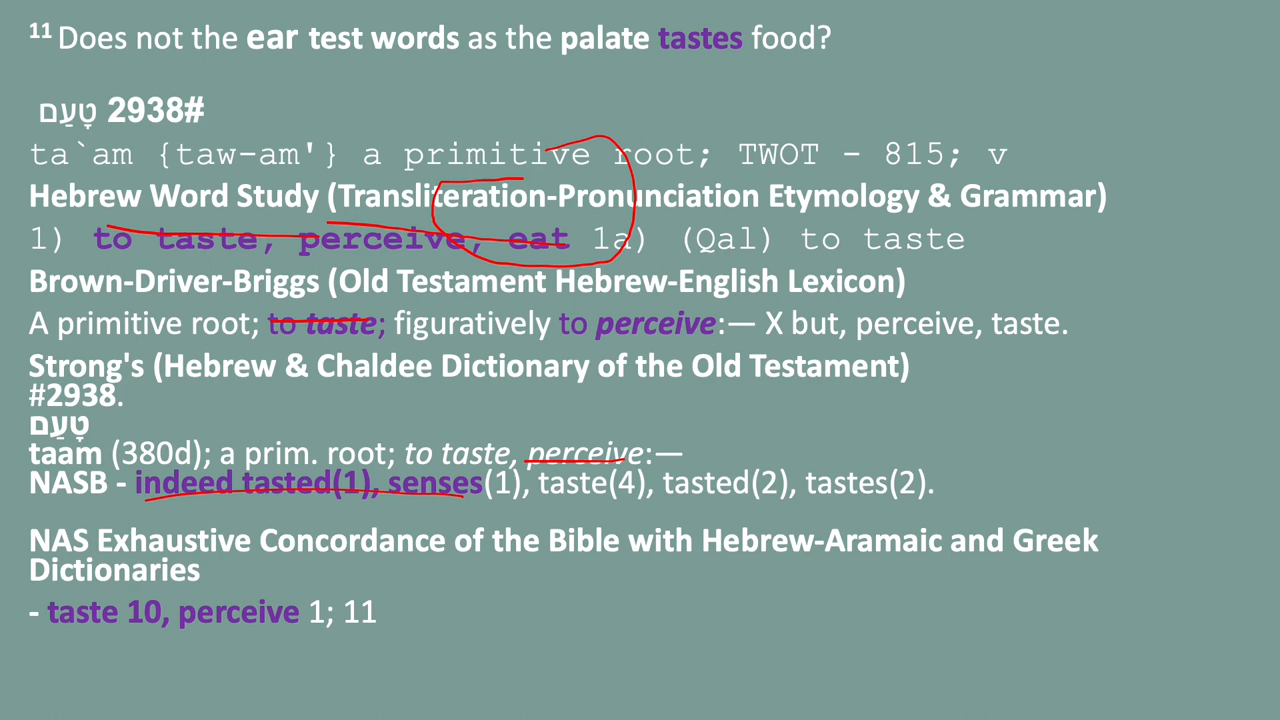 11 Does not the ear test words as the palate tastes food?
טָעַם 2938#
ta`am {taw-am'} a primitive root; TWOT - 815; v
Hebrew Word Study (Transliteration-Pronunciation Etymology & Grammar)
1) to taste, perceive, eat 1a) (Qal) to taste
Brown-Driver-Briggs (Old Testament Hebrew-English Lexicon)
A primitive root; to taste; figuratively to perceive:— X but, perceive, taste.
Strong's (Hebrew & Chaldee Dictionary of the Old Testament)
#2938.
טָעַם
taam (380d); a prim. root; to taste, perceive:—
NASB - indeed tasted(1), senses(1), taste(4), tasted(2), tastes(2).
NAS Exhaustive Concordance of the Bible with Hebrew-Aramaic and Greek
Dictionaries
- taste 10, perceive 1; 11